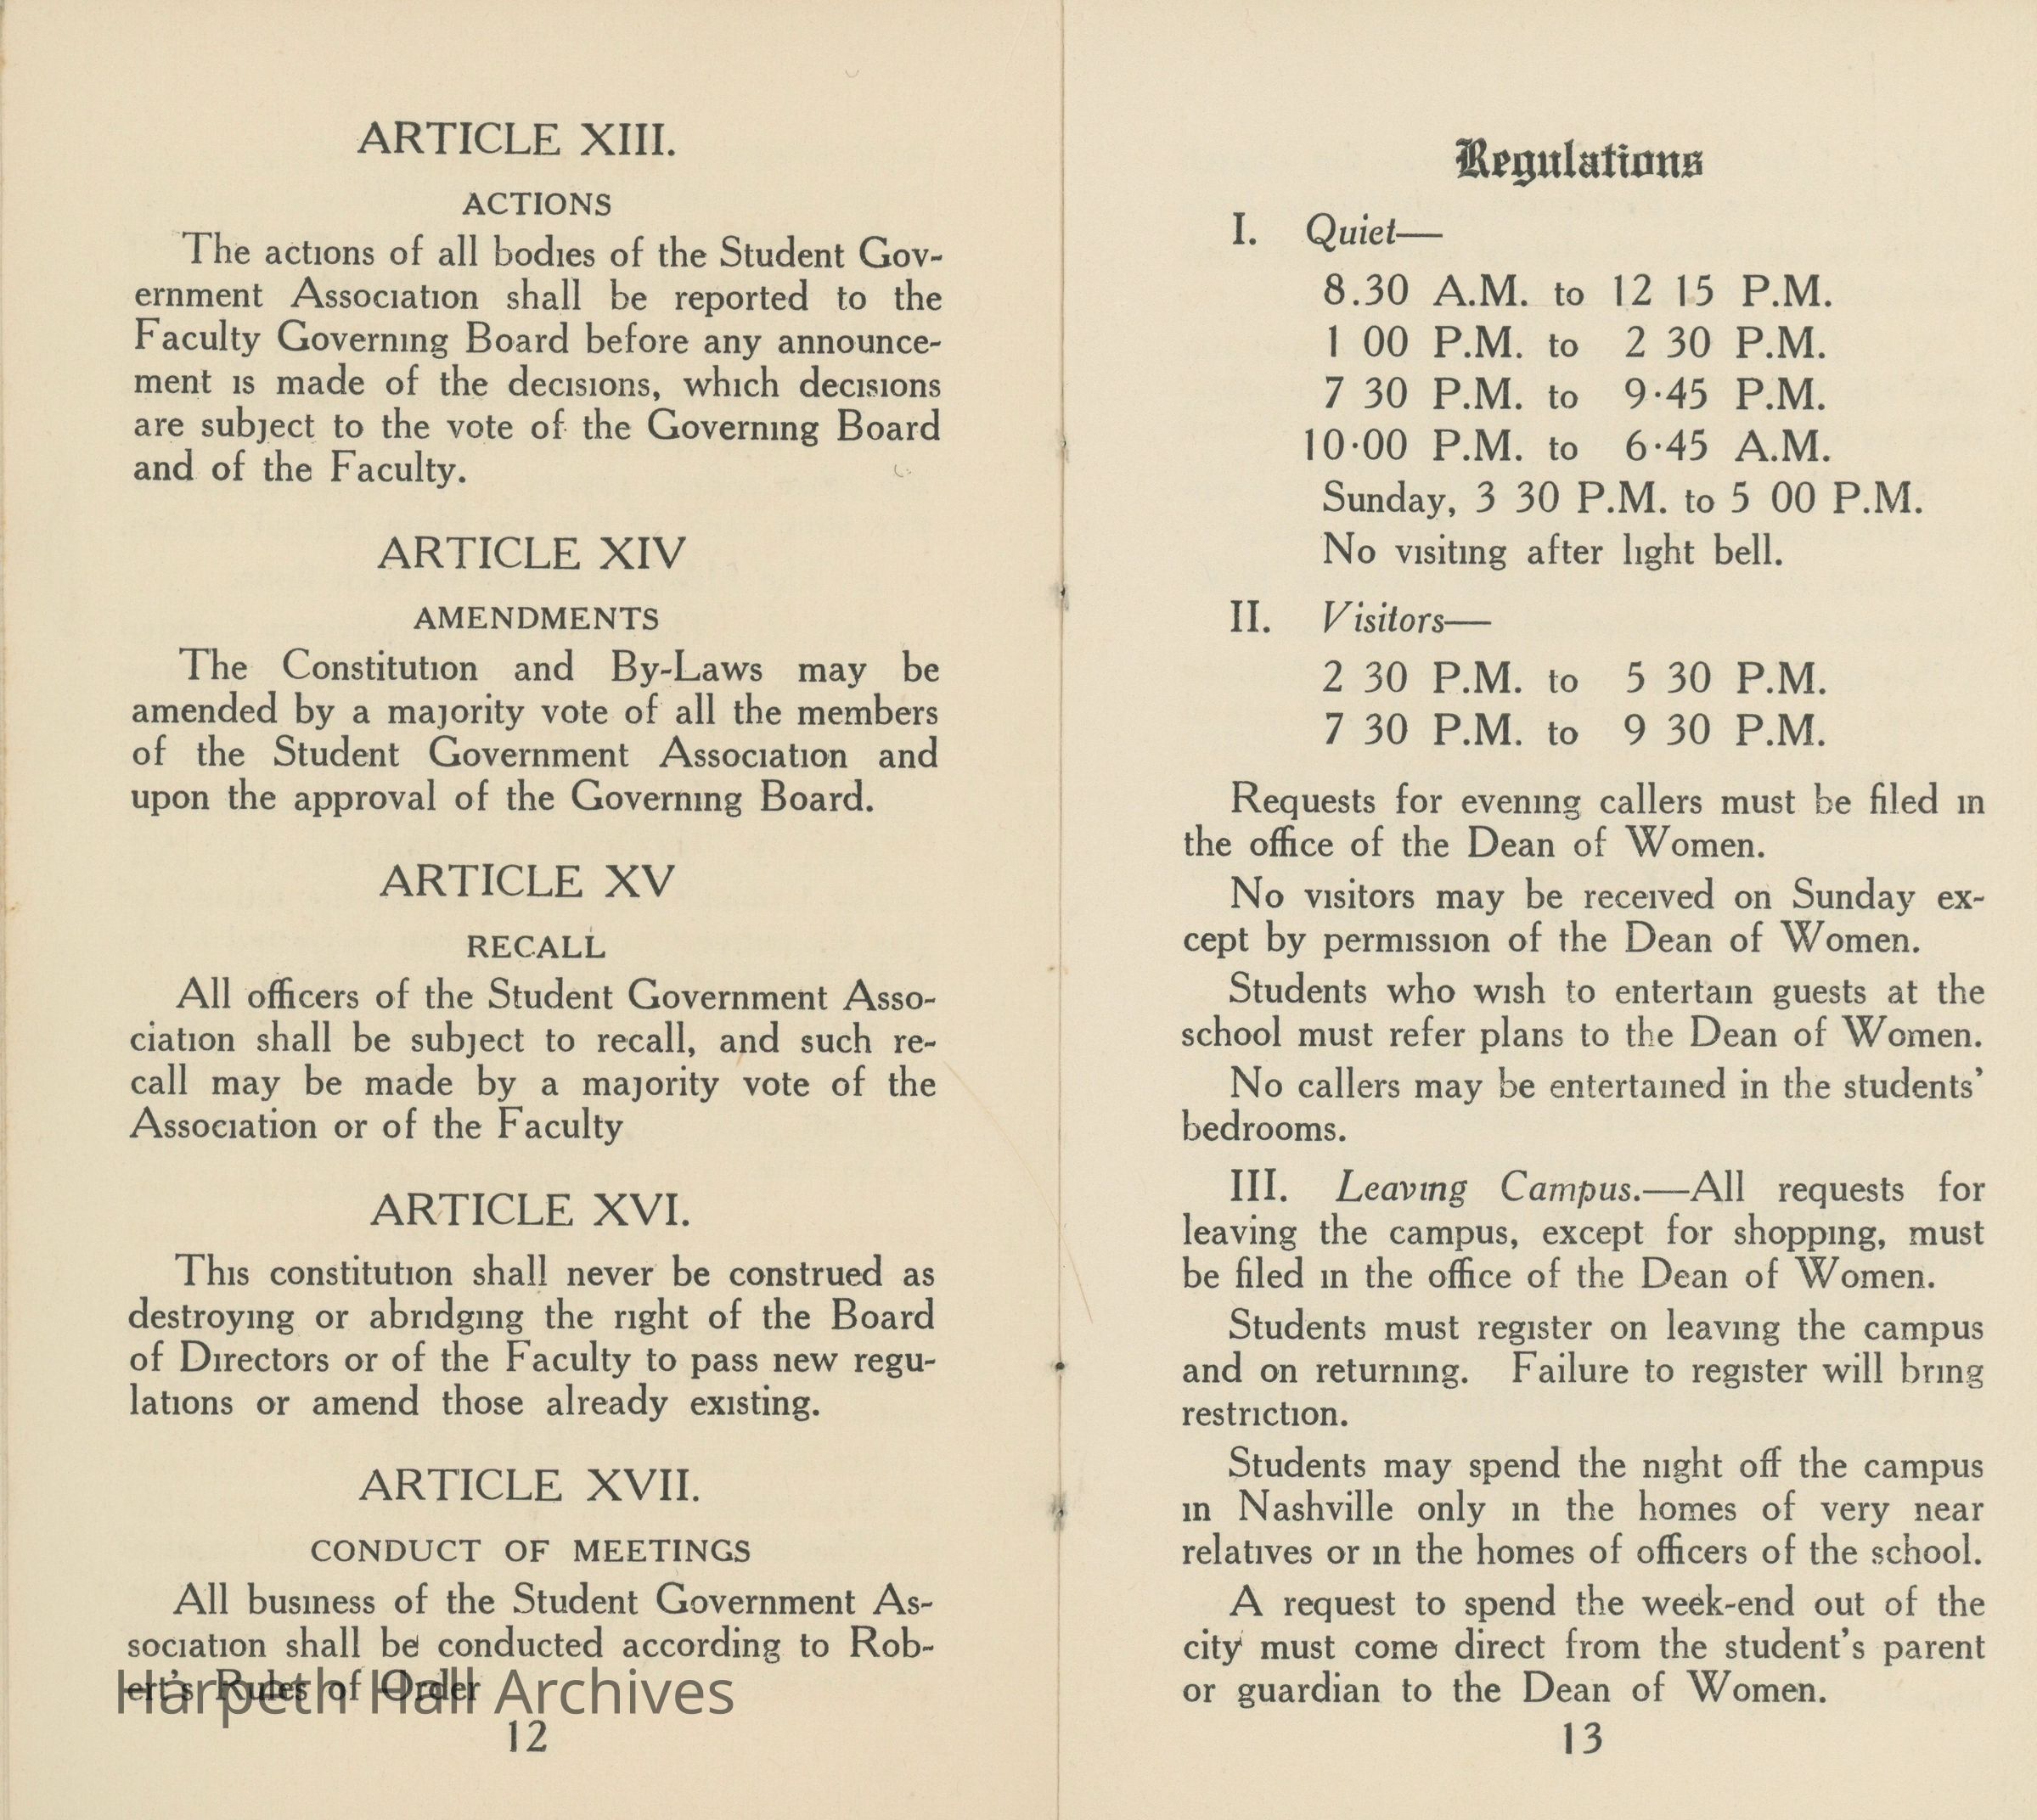 ARTICLE XIII.
ACTIONS
The actions of all bodies of the Student Gov-
ernment Association shall be reported to the
Faculty Governing Board before any announce-
ment is made of the decisions, which decisions
are subject to the vote of the Governing Board
and of the Faculty.
ARTICLE XIV
AMENDMENTS
The Constitution and By-Laws may be
amended by a majority vote of all the members
of the Student Government Association and
upon the approval of the Governing Board.
ARTICLE XV
RECALL
All officers of the Student Government Asso-
ciation shall be subject to recall, and such re-
call may be made by a majority vote of the
Association or of the Faculty
ARTICLE XVI.
This constitution shall never be construed as
destroying or abridging the right of the Board
of Directors or of the Faculty to pass new regu-
lations or amend those already existing.
ARTICLE XVII.
CONDUCT OF MEETINGS
All business of the Student Government As-
sociation shall be conducted according to Rob-
ert's Rules of Order
Harpeth Hall Archives
12
Regulations
I. Quiet—
8.30 A.M. to 12 15 P.M.
1 00 P.M. to 2 30 P.M.
7 30 P.M. to 9·45 P.M.
10·00 P.M. to 6·45 A.M.
Sunday, 3 30 P.M. to 5 00 P.M.
No visiting after light bell.
II. Visitors—
2 30 P.M. to 5 30 P.M.
7 30 P.M. to 9 30 P.M.
Requests for evening callers must be filed in
the office of the Dean of Women.
No visitors may be received on Sunday ex-
cept by permission of the Dean of Women.
Students who wish to entertain guests at the
school must refer plans to the Dean of Women.
No callers may be entertained in the students'
bedrooms.
III. Leaving Campus.—All requests for
leaving the campus, except for shopping, must
be filed in the office of the Dean of Women.
Students must register on leaving the campus
and on returning. Failure to register will bring
restriction.
Students may spend the night off the campus
in Nashville only in the homes of very near
relatives or in the homes of officers of the school.
A request to spend the week-end out of the
city must come direct from the student's parent
or guardian to the Dean of Women.
13